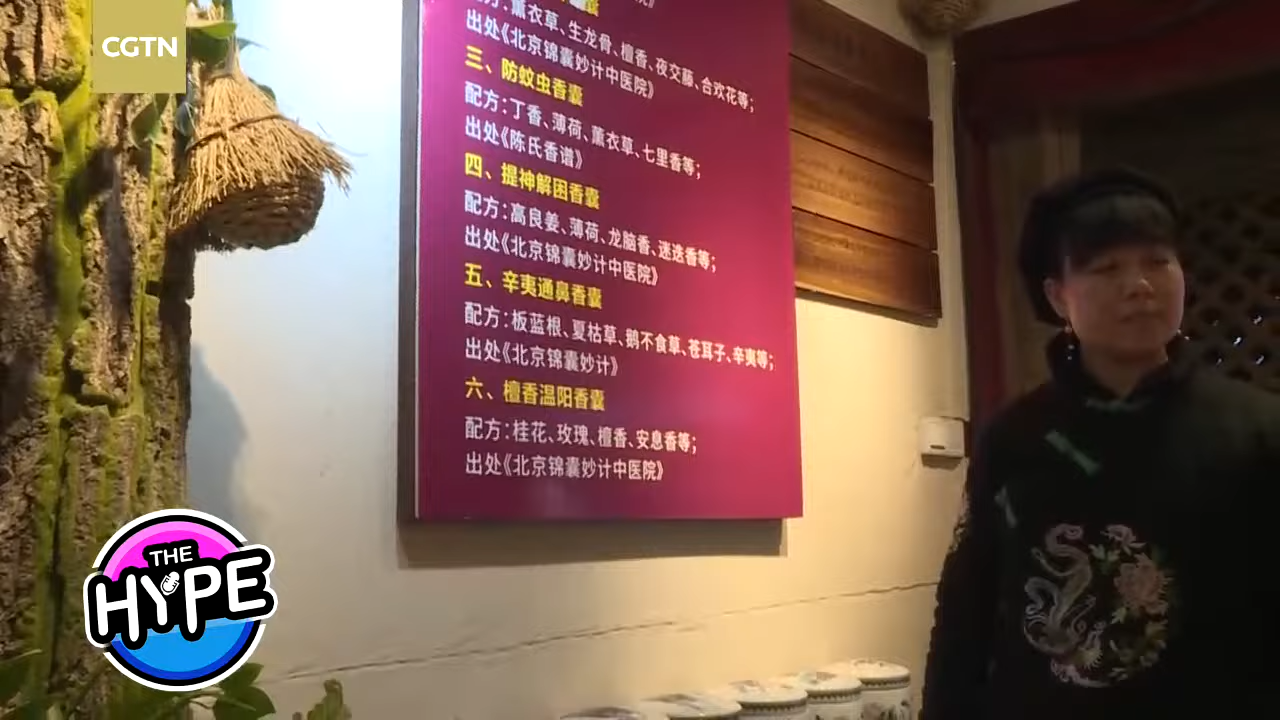 CGTN
方：薰衣草、生龙骨、檀香、夜交藤、合欢花等；
出处《北京锦囊妙计中医院》
三、防蚊虫香囊
配方：丁香、薄荷、薰衣草、七里香等；
出处《陈氏香谱》
四、提神解困香囊
配方：高良姜、薄荷、龙脑香、迷迭香等；
出处《北京锦囊妙计中医院》
五、辛夷通鼻香囊
配方：板蓝根、夏枯草、鹅不食草、苍耳子、辛夷等；
出处《北京锦囊妙计》
六、檀香温阳香囊
配方：桂花、玫瑰、檀香、安息香等；
出处《北京锦囊妙计中医院》
THE
HYPE